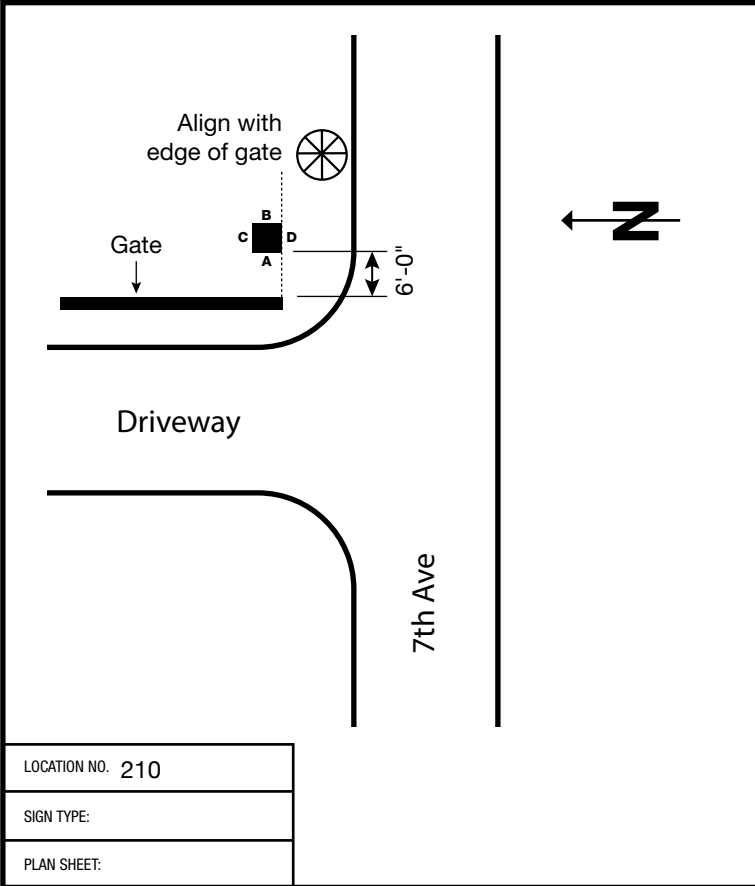 Align with
edge of gate
B
C
D
A
Gate
6'-0"
N
Driveway
7th Ave
LOCATION NO. 210
SIGN TYPE:
PLAN SHEET: